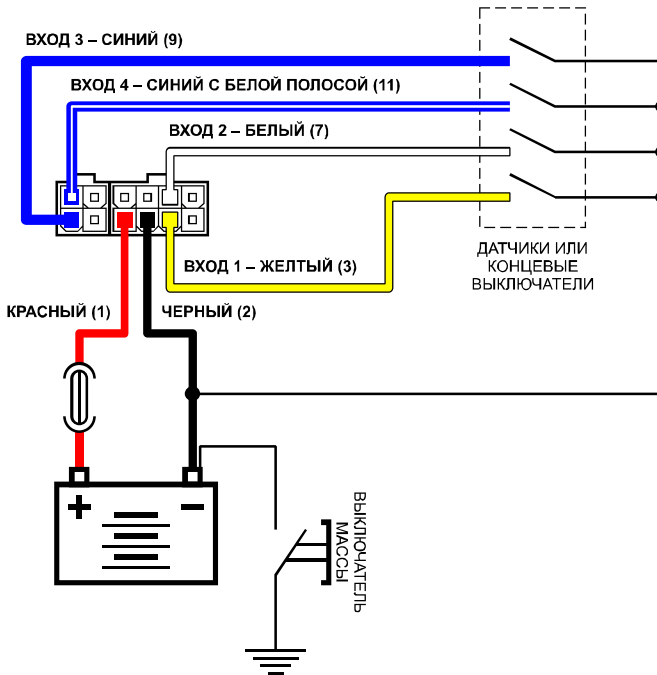 ВХОД 3 – СИНИЙ (9)
ВХОД 4 – СИНИЙ С БЕЛОЙ ПОЛОСОЙ (11)
ВХОД 2 – БЕЛЫЙ (7)
ДАТЧИКИ ИЛИ
КОНЦЕВЫЕ
ВЫКЛЮЧАТЕЛИ
ВХОД 1 – ЖЕЛТЫЙ (3)
КРАСНЫЙ (1)
ЧЕРНЫЙ (2)
ВЫКЛЮЧАТЕЛЬ
МАССЫ